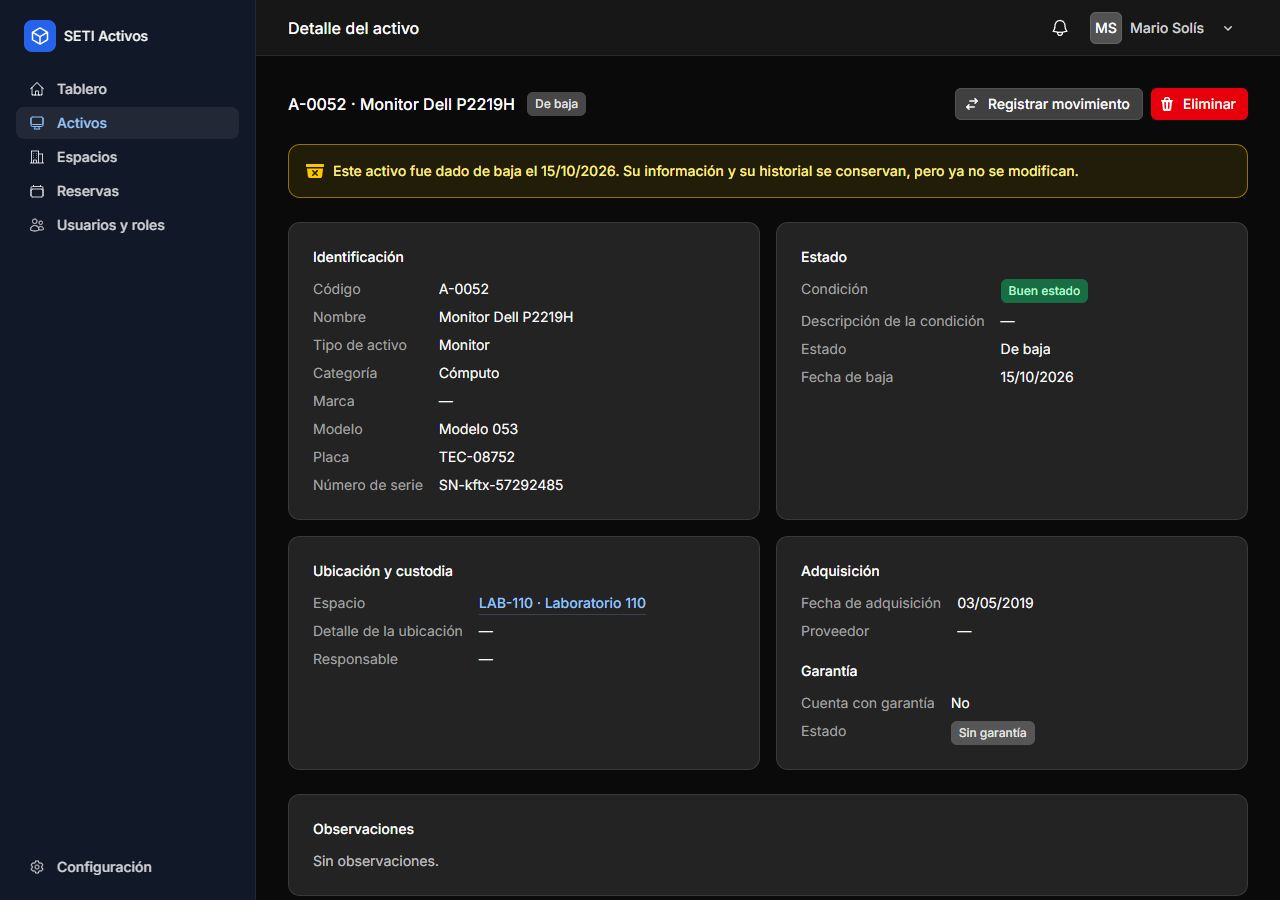 SETI Activos
Tablero
Activos
Espacios
Reservas
Usuarios y roles
Configuración
Detalle del activo
MS Mario Solís
A-0052 · Monitor Dell P2219H De baja
Registrar movimiento Eliminar
Este activo fue dado de baja el 15/10/2026. Su información y su historial se conservan, pero ya no se modifican.
Identificación
Código A-0052
Nombre Monitor Dell P2219H
Tipo de activo Monitor
Categoría Cómputo
Marca —
Modelo Modelo 053
Placa TEC-08752
Número de serie SN-kftx-57292485
Estado
Condición Buen estado
Descripción de la condición —
Estado De baja
Fecha de baja 15/10/2026
Ubicación y custodia
Espacio LAB-110 · Laboratorio 110
Detalle de la ubicación —
Responsable —
Adquisición
Fecha de adquisición 03/05/2019
Proveedor —
Garantía
Cuenta con garantía No
Estado Sin garantía
Observaciones
Sin observaciones.